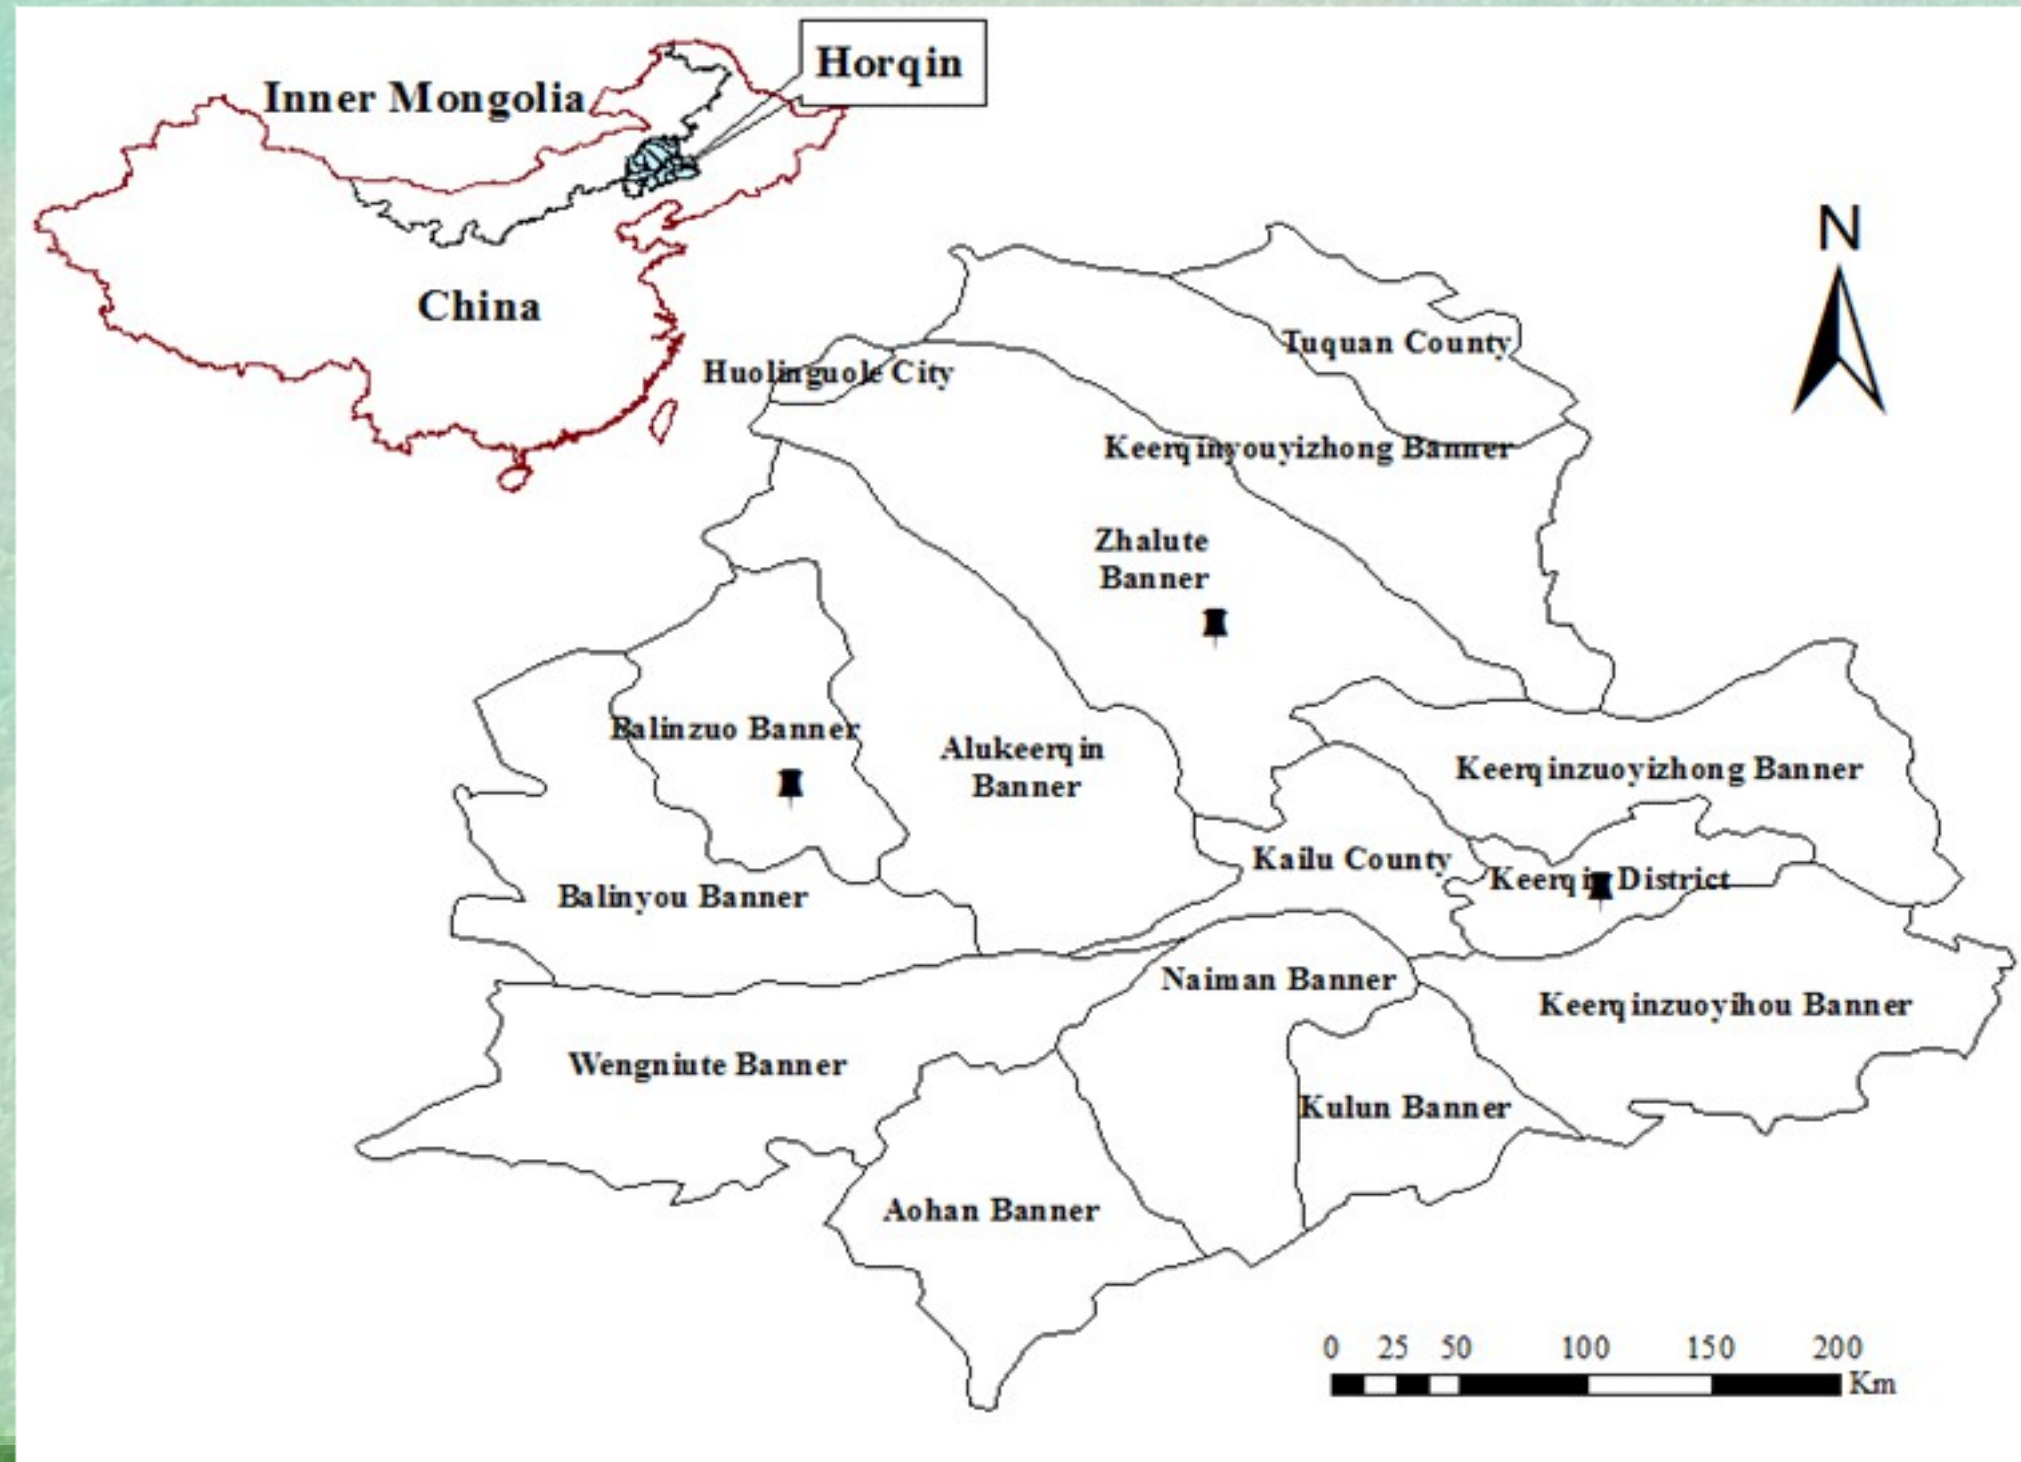 Horqin
Inner Mongolia
China
N
Tuquan County
Huolinguole City
Keerqinyouyizhong Banner
Zhalute
Banner
Balinzuo Banner
Alukeerqin
Banner
Keerqinzuoyizhong Banner
Kailu County
Keerqin District
Balinyou Banner
Naiman Banner
Keerqinzuoyihou Banner
Wengniute Banner
Kulun Banner
Aohan Banner
0 25 50 100 150 200
Km